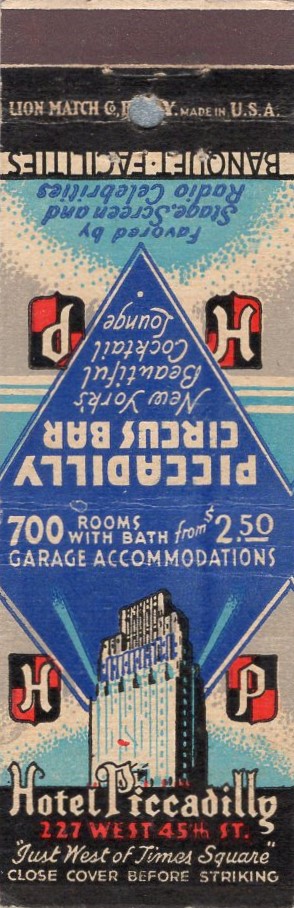 LION MATCH Co, MADE IN U.S.A.
PICCADILLY
CIRCUS BAR
New York's
Beautiful
Cocktail
Lounge
H P
Favored by
Stage, Screen and
Radio Celebrities
BANQUET-FACILITIES
700 ROOMS WITH BATH from $2.50
GARAGE ACCOMMODATIONS
H P
Hotel Piccadilly
227 WEST 45th ST.
"Just West of Times Square"
CLOSE COVER BEFORE STRIKING